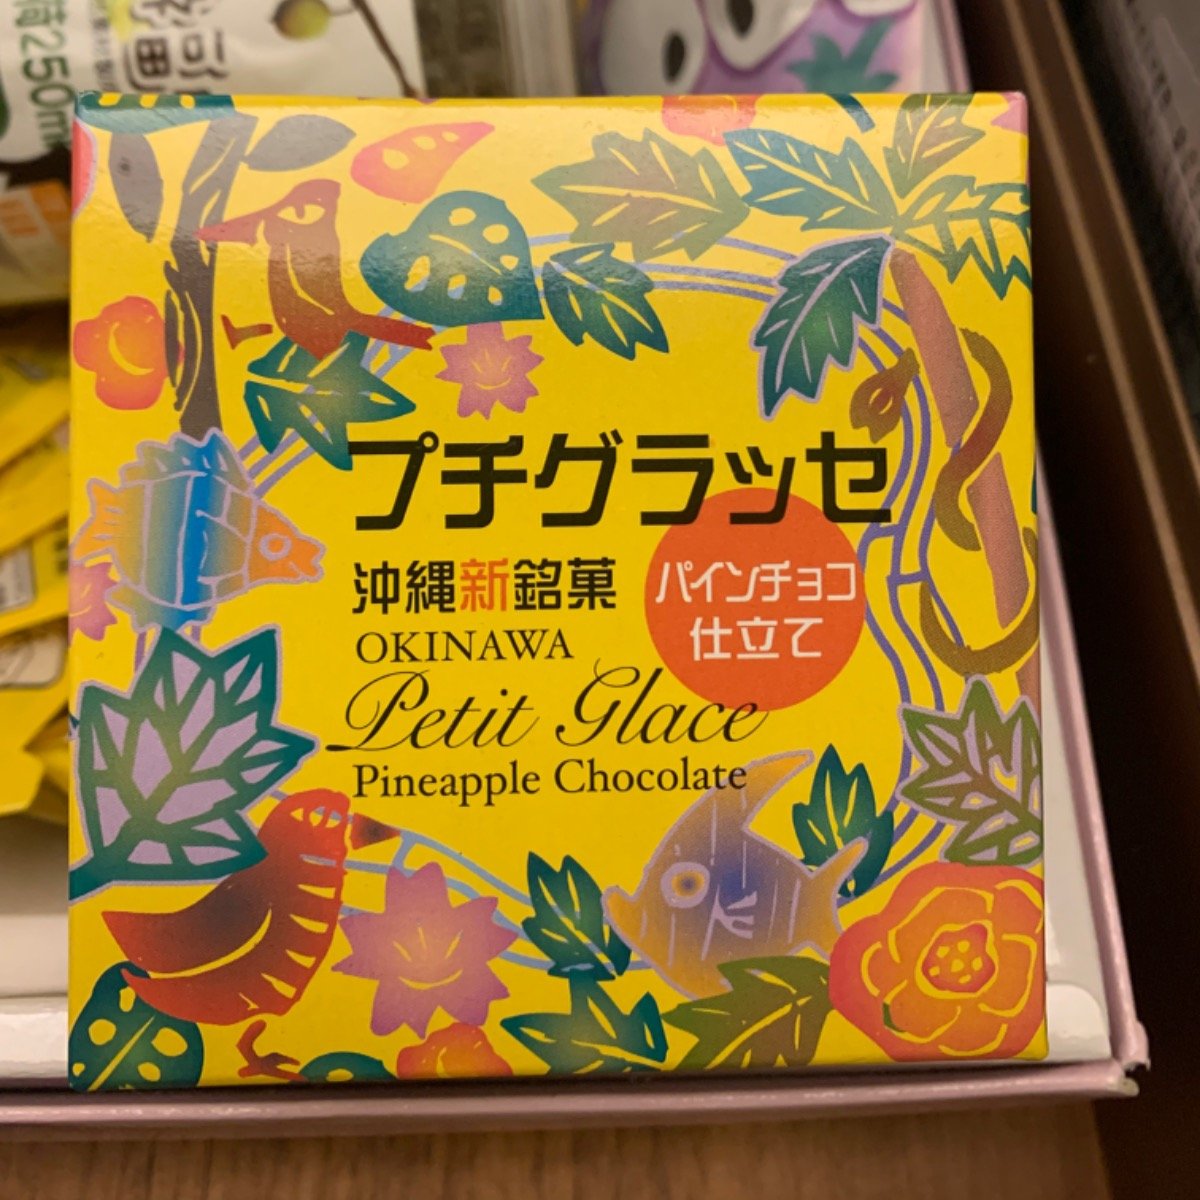 プチグラッセ
沖縄新銘菓
パインチョコ
仕立て
OKINAWA
Petit Glace
Pineapple Chocolate
250m